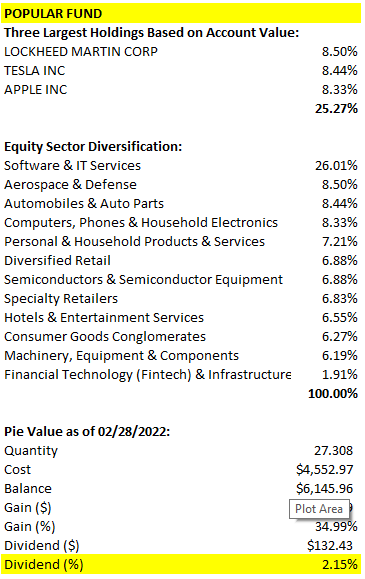 POPULAR FUND
Three Largest Holdings Based on Account Value:
LOCKHEED MARTIN CORP 8.50%
TESLA INC 8.44%
APPLE INC 8.33%
25.27%
Equity Sector Diversification:
Software & IT Services 26.01%
Aerospace & Defense 8.50%
Automobiles & Auto Parts 8.44%
Computers, Phones & Household Electronics 8.33%
Personal & Household Products & Services 7.21%
Diversified Retail 6.88%
Semiconductors & Semiconductor Equipment 6.88%
Specialty Retailers 6.83%
Hotels & Entertainment Services 6.55%
Consumer Goods Conglomerates 6.27%
Machinery, Equipment & Components 6.19%
Financial Technology (Fintech) & Infrastructure 1.91%
100.00%
Pie Value as of 02/28/2022:
Quantity 27.308
Cost $4,552.97
Balance $6,145.96
Gain ($) Plot Area
Gain (%) 34.99%
Dividend ($) $132.43
Dividend (%) 2.15%